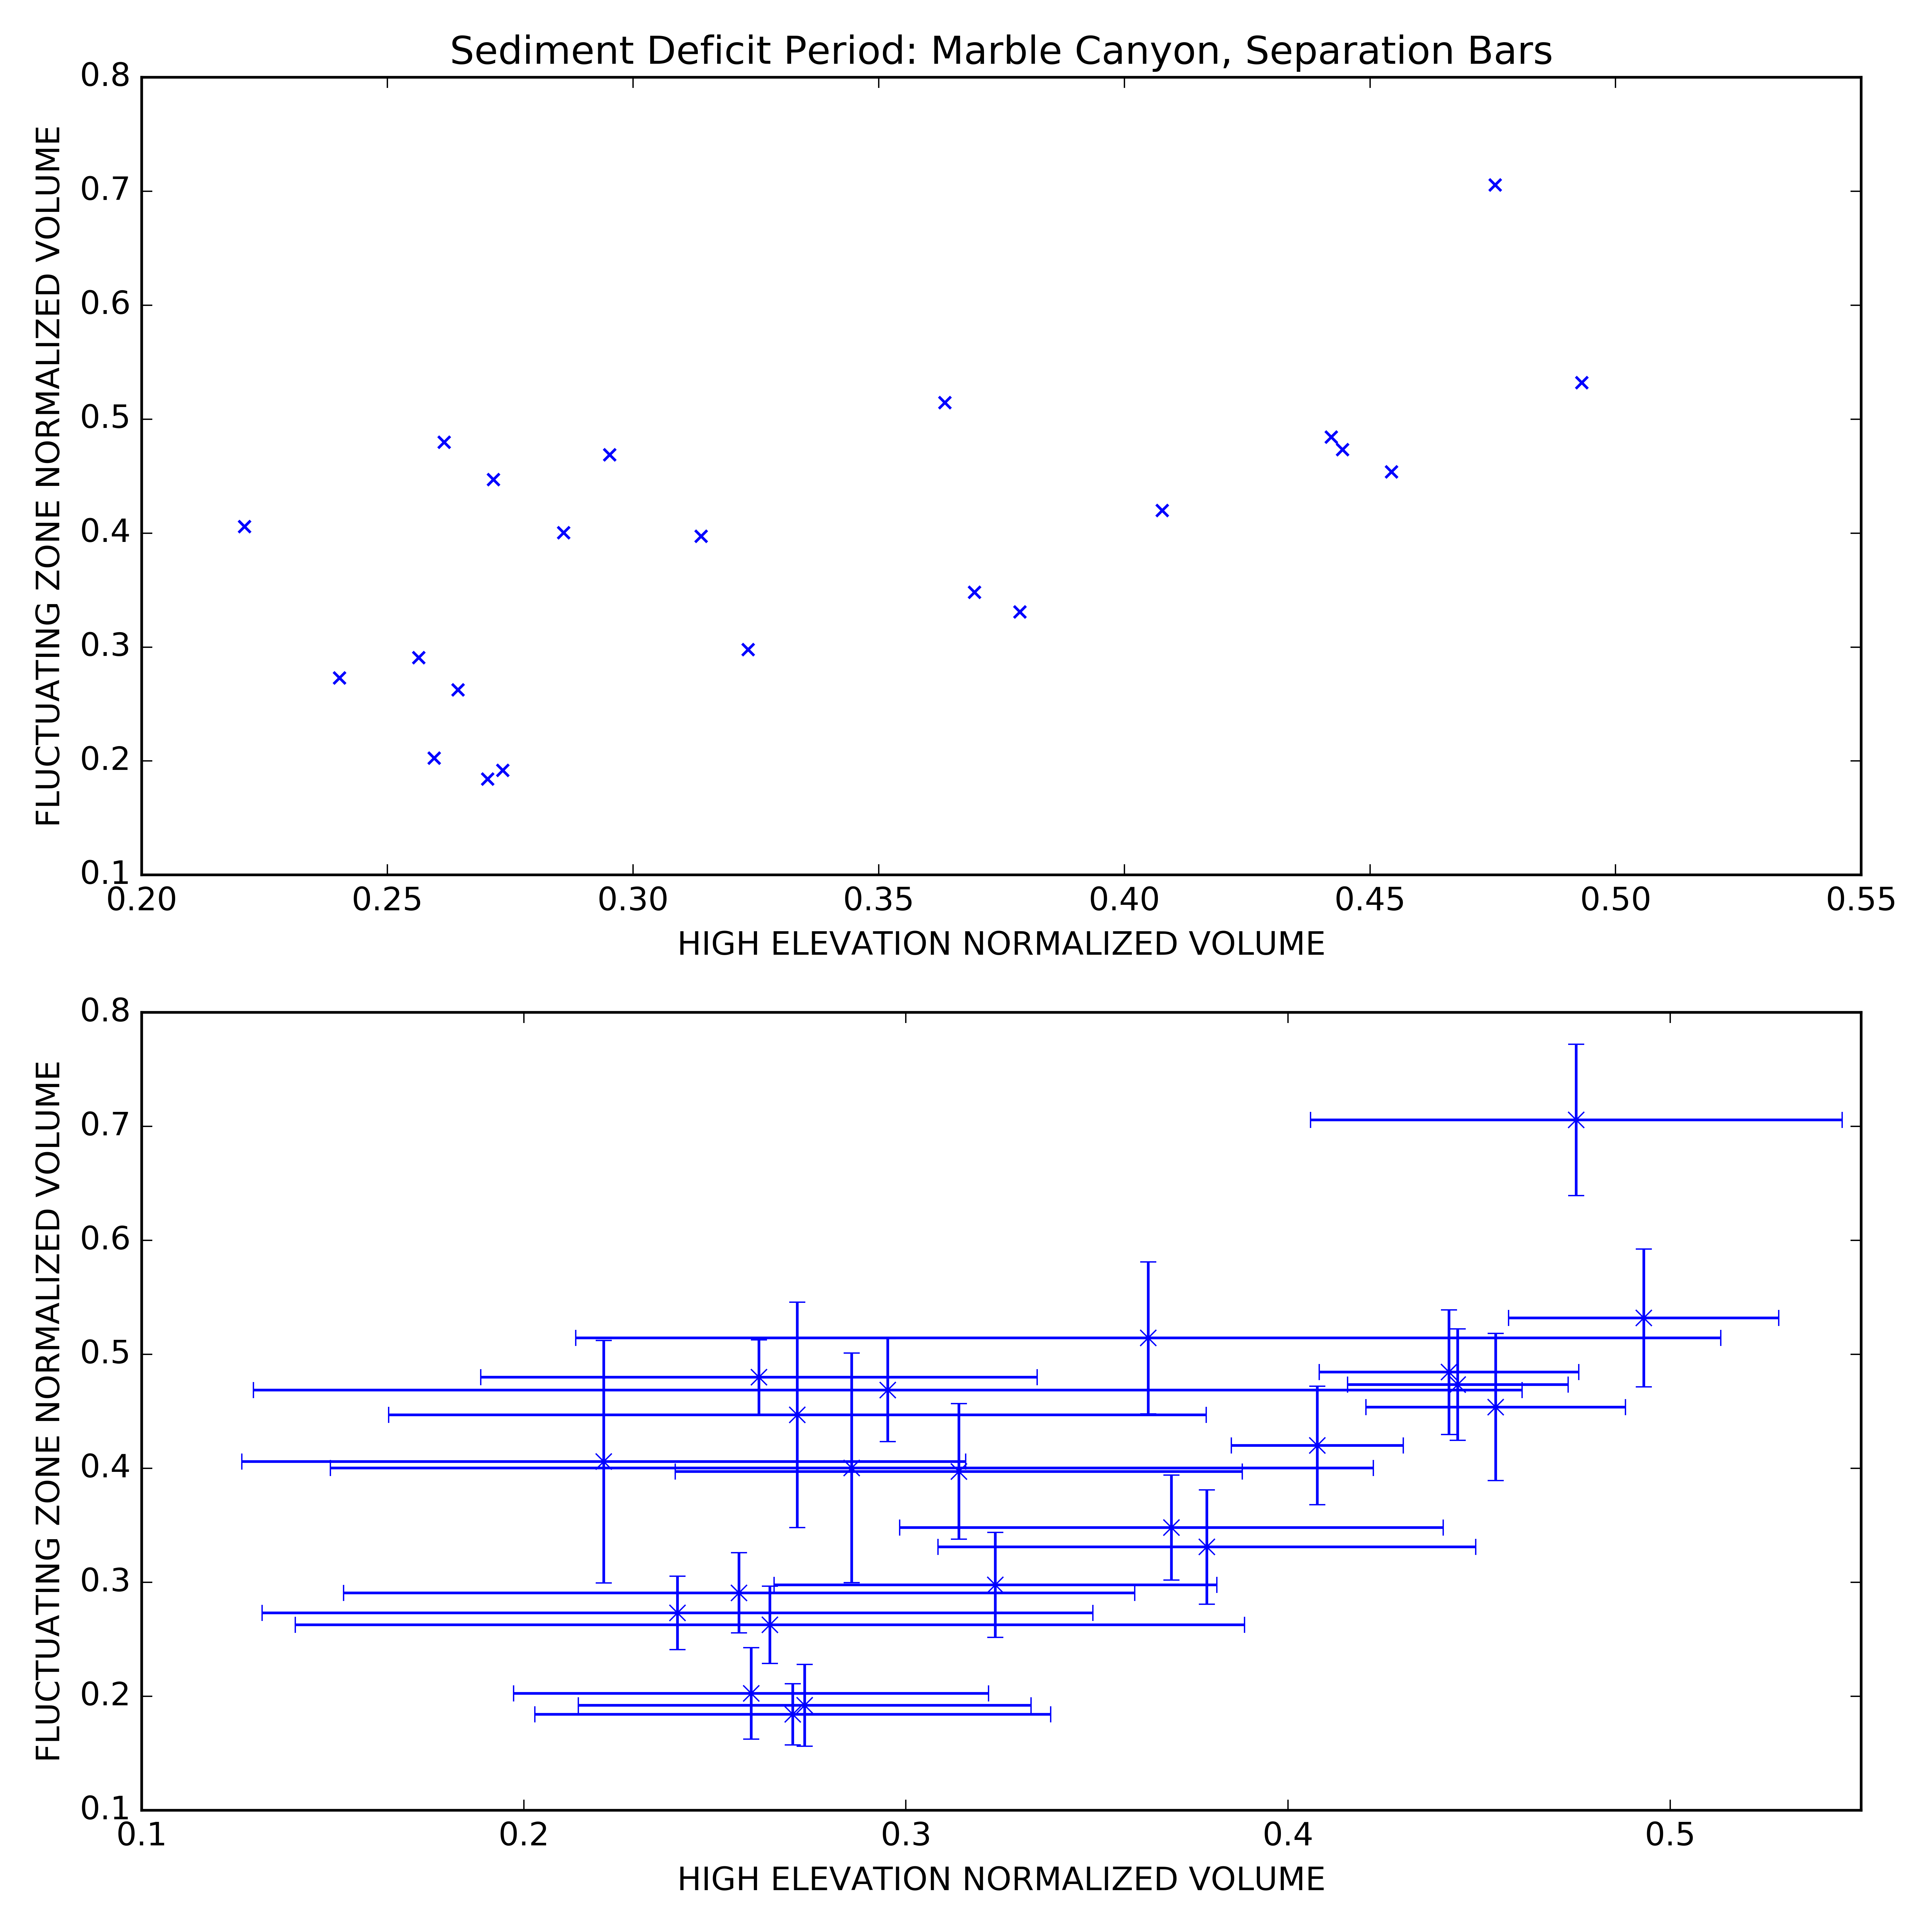 Sediment Deficit Period: Marble Canyon, Separation Bars
0.8
0.7
0.6
0.5
0.4
0.3
0.2
0.1
FLUCTUATING ZONE NORMALIZED VOLUME
0.20 0.25 0.30 0.35 0.40 0.45 0.50 0.55
HIGH ELEVATION NORMALIZED VOLUME
0.8
0.7
0.6
0.5
0.4
0.3
0.2
0.1
FLUCTUATING ZONE NORMALIZED VOLUME
0.1 0.2 0.3 0.4 0.5
HIGH ELEVATION NORMALIZED VOLUME